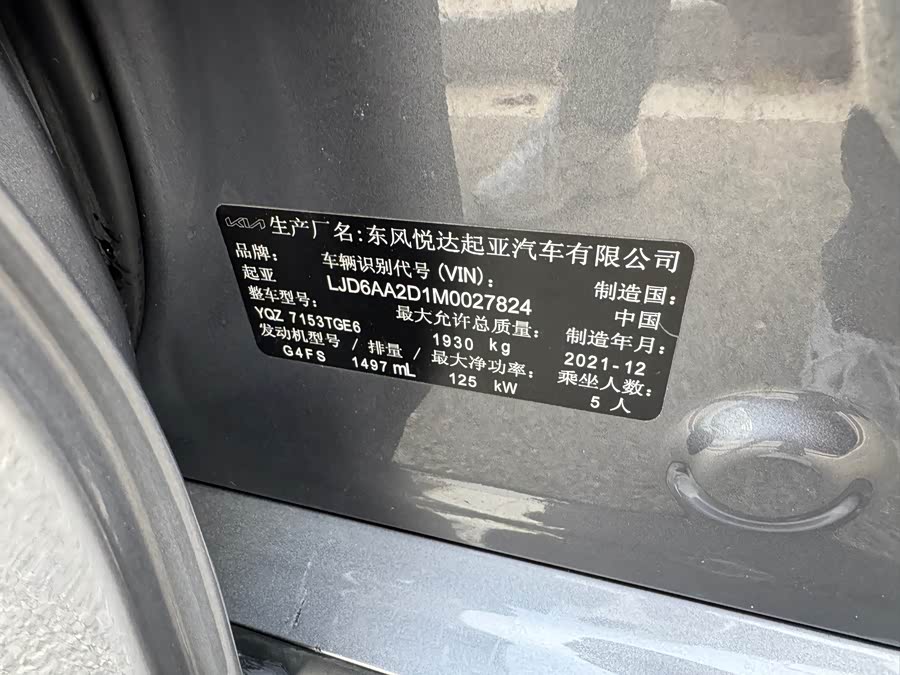 KIA 生产厂名:东风悦达起亚汽车有限公司
品牌: 车辆识别代号(VIN): 制造国:
起亚 LJD6AA2D1M0027824 中国
整车型号: 最大允许总质量: 制造年月:
YQZ 7153TGE6 1930 kg 2021-12
发动机型号 / 排量 / 最大净功率: 乘坐人数:
G4FS 1497 mL 125 kW 5 人